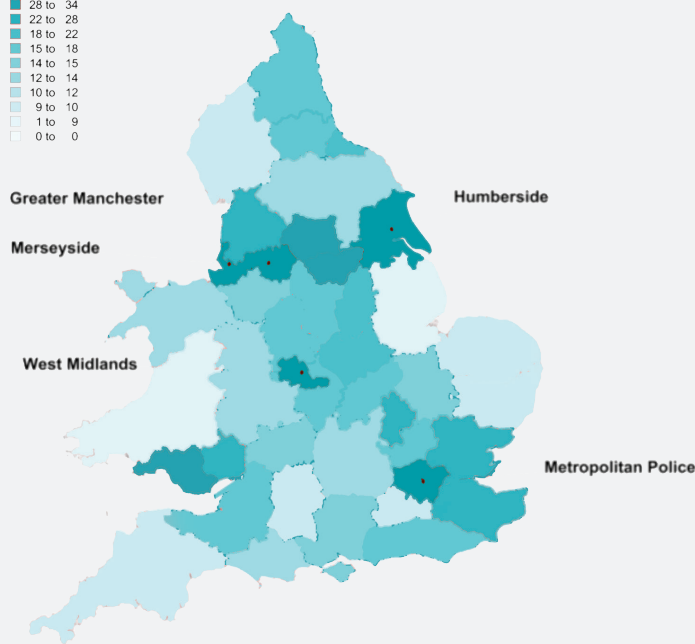 28 to 34
22 to 28
18 to 22
15 to 18
14 to 15
12 to 14
10 to 12
9 to 10
1 to 9
0 to 0
Greater Manchester
Humberside
Merseyside
West Midlands
Metropolitan Police